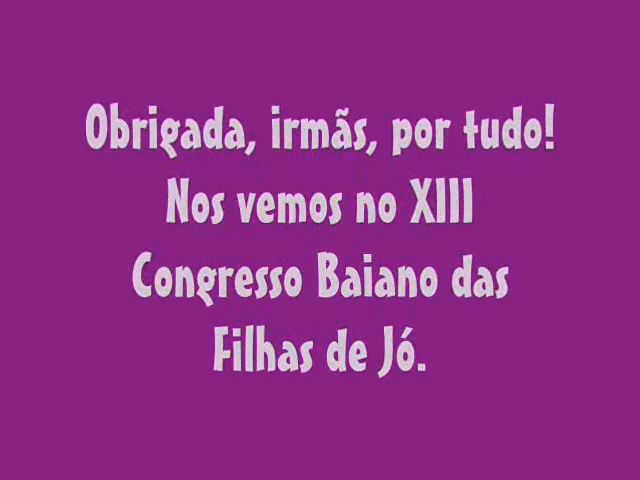 Obrigada, irmãs, por tudo!
Nos vemos no XIII
Congresso Baiano das
Filhas de Jó.